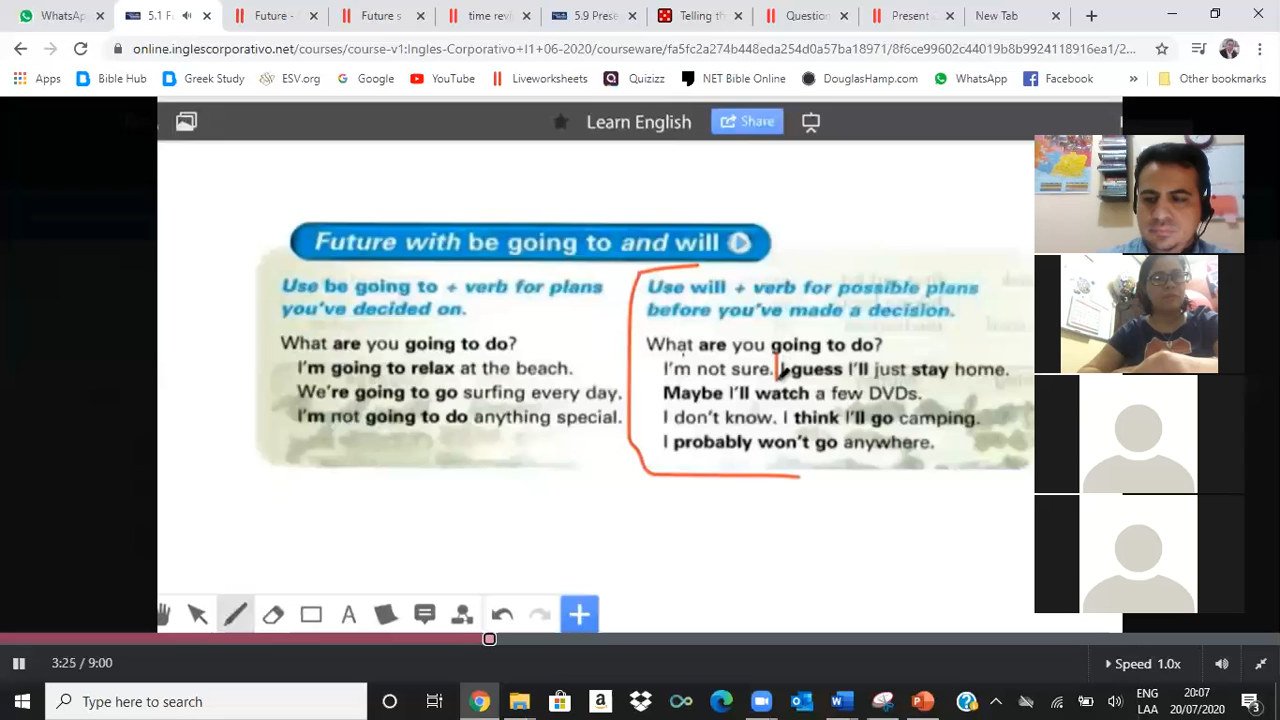 WhatsA
5.1 F
Future -
Future s
time revi
5.9 Prese
Telling th
Question
Present c
New Tab
online.inglescorporativo.net/courses/course-v1:Ingles-Corporativo+I1+06-2020/courseware/fa5fc2a274b448eda254d0a57ba18971/8f6ce99602c44019b8b9924118916ea1/2...
Apps
Bible Hub
Greek Study
ESV.org
Google
YouTube
Liveworksheets
Quizizz
NET Bible Online
DouglasHamp.com
WhatsApp
Facebook
»
Other bookmarks
Learn English
Share
Future with be going to and will
Use be going to + verb for plans
you've decided on.
What are you going to do?
I'm going to relax at the beach.
We're going to go surfing every day.
I'm not going to do anything special.
Use will + verb for possible plans
before you've made a decision.
What are you going to do?
I'm not sure. I guess I'll just stay home.
Maybe I'll watch a few DVDs.
I don't know. I think I'll go camping.
I probably won't go anywhere.
A
3:25 / 9:00
Speed 1.0x
Type here to search
ENG
LAA
20:07
20/07/2020
3